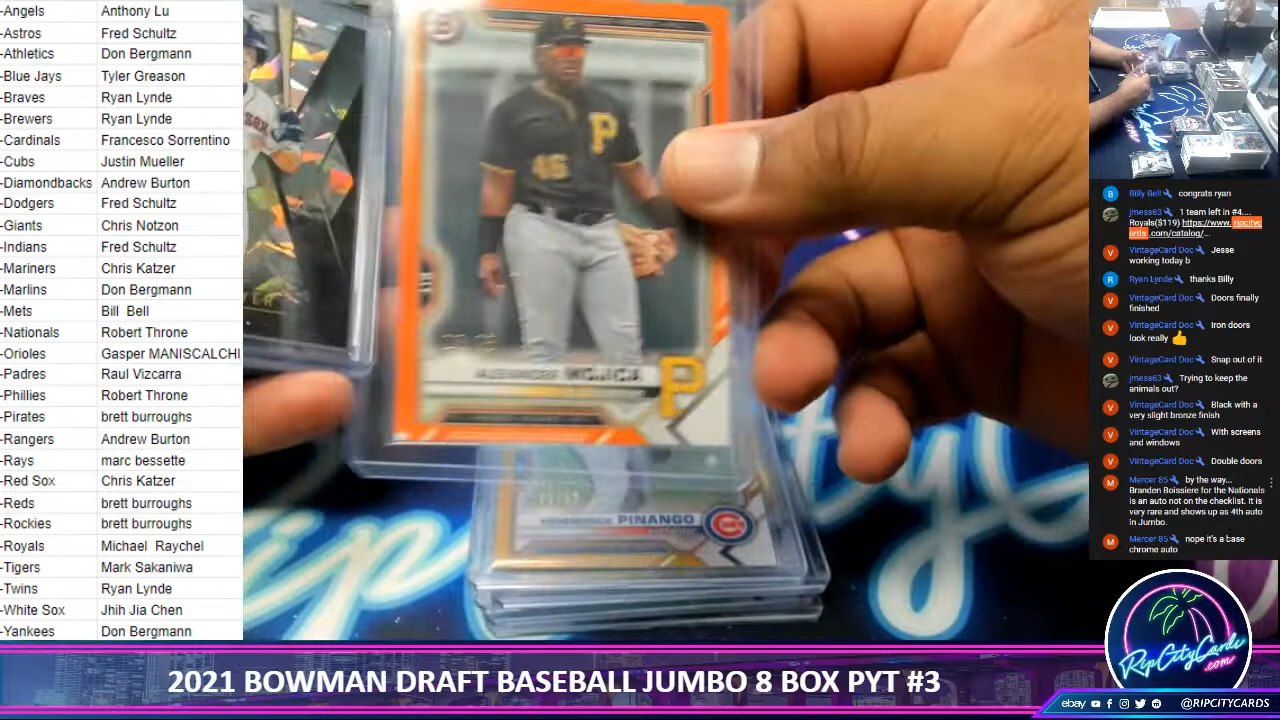 -Angels Anthony Lu
-Astros Fred Schultz
-Athletics Don Bergmann
-Blue Jays Tyler Greason
-Braves Ryan Lynde
-Brewers Ryan Lynde
-Cardinals Francesco Sorrentino
-Cubs Justin Mueller
-Diamondbacks Andrew Burton
-Dodgers Fred Schultz
-Giants Chris Notzon
-Indians Fred Schultz
-Mariners Chris Katzer
-Marlins Don Bergmann
-Mets Bill Bell
-Nationals Robert Throne
-Orioles Gasper MANISCALCHI
-Padres Raul Vizcarra
-Phillies Robert Throne
-Pirates brett burroughs
-Rangers Andrew Burton
-Rays marc bessette
-Red Sox Chris Katzer
-Reds brett burroughs
-Rockies brett burroughs
-Royals Michael Raychel
-Tigers Mark Sakaniwa
-Twins Ryan Lynde
-White Sox Jhih Jia Chen
-Yankees Don Bergmann
P
46
MOJICA
P
PINANGO
C
B Billy Bell congrats ryan
jmess63 1 team left in #4....
Royals($119) https://www.ripcityc
ards.com/catalog/...
V VintageCard Doc Jesse
working today b
R Ryan Lynde thanks Billy
V VintageCard Doc Doors finally
finished
V VintageCard Doc Iron doors
look really 👍
V VintageCard Doc Snap out of it
jmess63 Trying to keep the
animals out?
V VintageCard Doc Black with a
very slight bronze finish
V VintageCard Doc With screens
and windows
V VintageCard Doc Double doors
M Mercer 85 by the way...
Branden Boissiere for the Nationals
is an auto not on the checklist. It is
very rare and shows up as 4th auto
in Jumbo.
M Mercer 85 nope it's a base
chrome auto
RipCityCards
.com
2021 BOWMAN DRAFT BASEBALL JUMBO 8 BOX PYT #3
ebay @RIPCITYCARDS